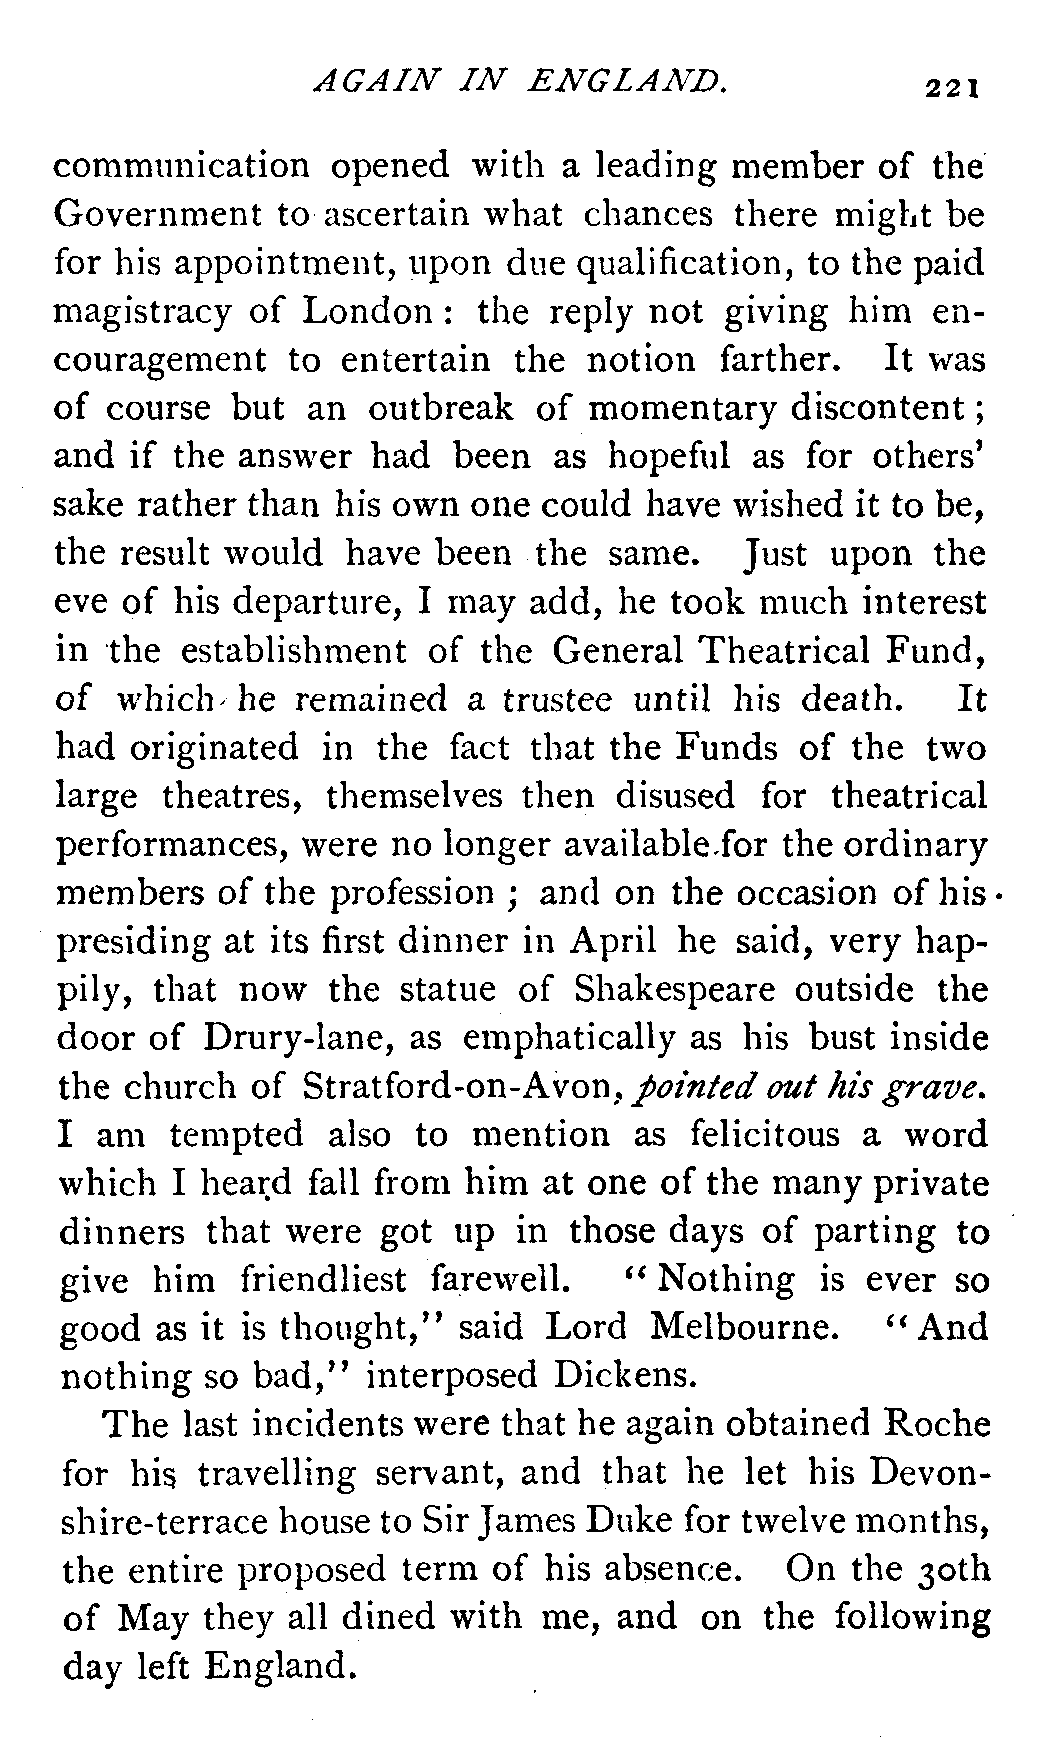 AGAIN IN ENGLAND. 221
communication opened with a leading member of the
Government to ascertain what chances there might be
for his appointment, upon due qualification, to the paid
magistracy of London : the reply not giving him en-
couragement to entertain the notion farther. It was
of course but an outbreak of momentary discontent ;
and if the answer had been as hopeful as for others'
sake rather than his own one could have wished it to be,
the result would have been the same. Just upon the
eve of his departure, I may add, he took much interest
in the establishment of the General Theatrical Fund,
of which he remained a trustee until his death. It
had originated in the fact that the Funds of the two
large theatres, themselves then disused for theatrical
performances, were no longer available for the ordinary
members of the profession ; and on the occasion of his
presiding at its first dinner in April he said, very hap-
pily, that now the statue of Shakespeare outside the
door of Drury-lane, as emphatically as his bust inside
the church of Stratford-on-Avon, pointed out his grave.
I am tempted also to mention as felicitous a word
which I heard fall from him at one of the many private
dinners that were got up in those days of parting to
give him friendliest farewell. “ Nothing is ever so
good as it is thought,” said Lord Melbourne. “ And
nothing so bad,” interposed Dickens.
The last incidents were that he again obtained Roche
for his travelling servant, and that he let his Devon-
shire-terrace house to Sir James Duke for twelve months,
the entire proposed term of his absence. On the 30th
of May they all dined with me, and on the following
day left England.